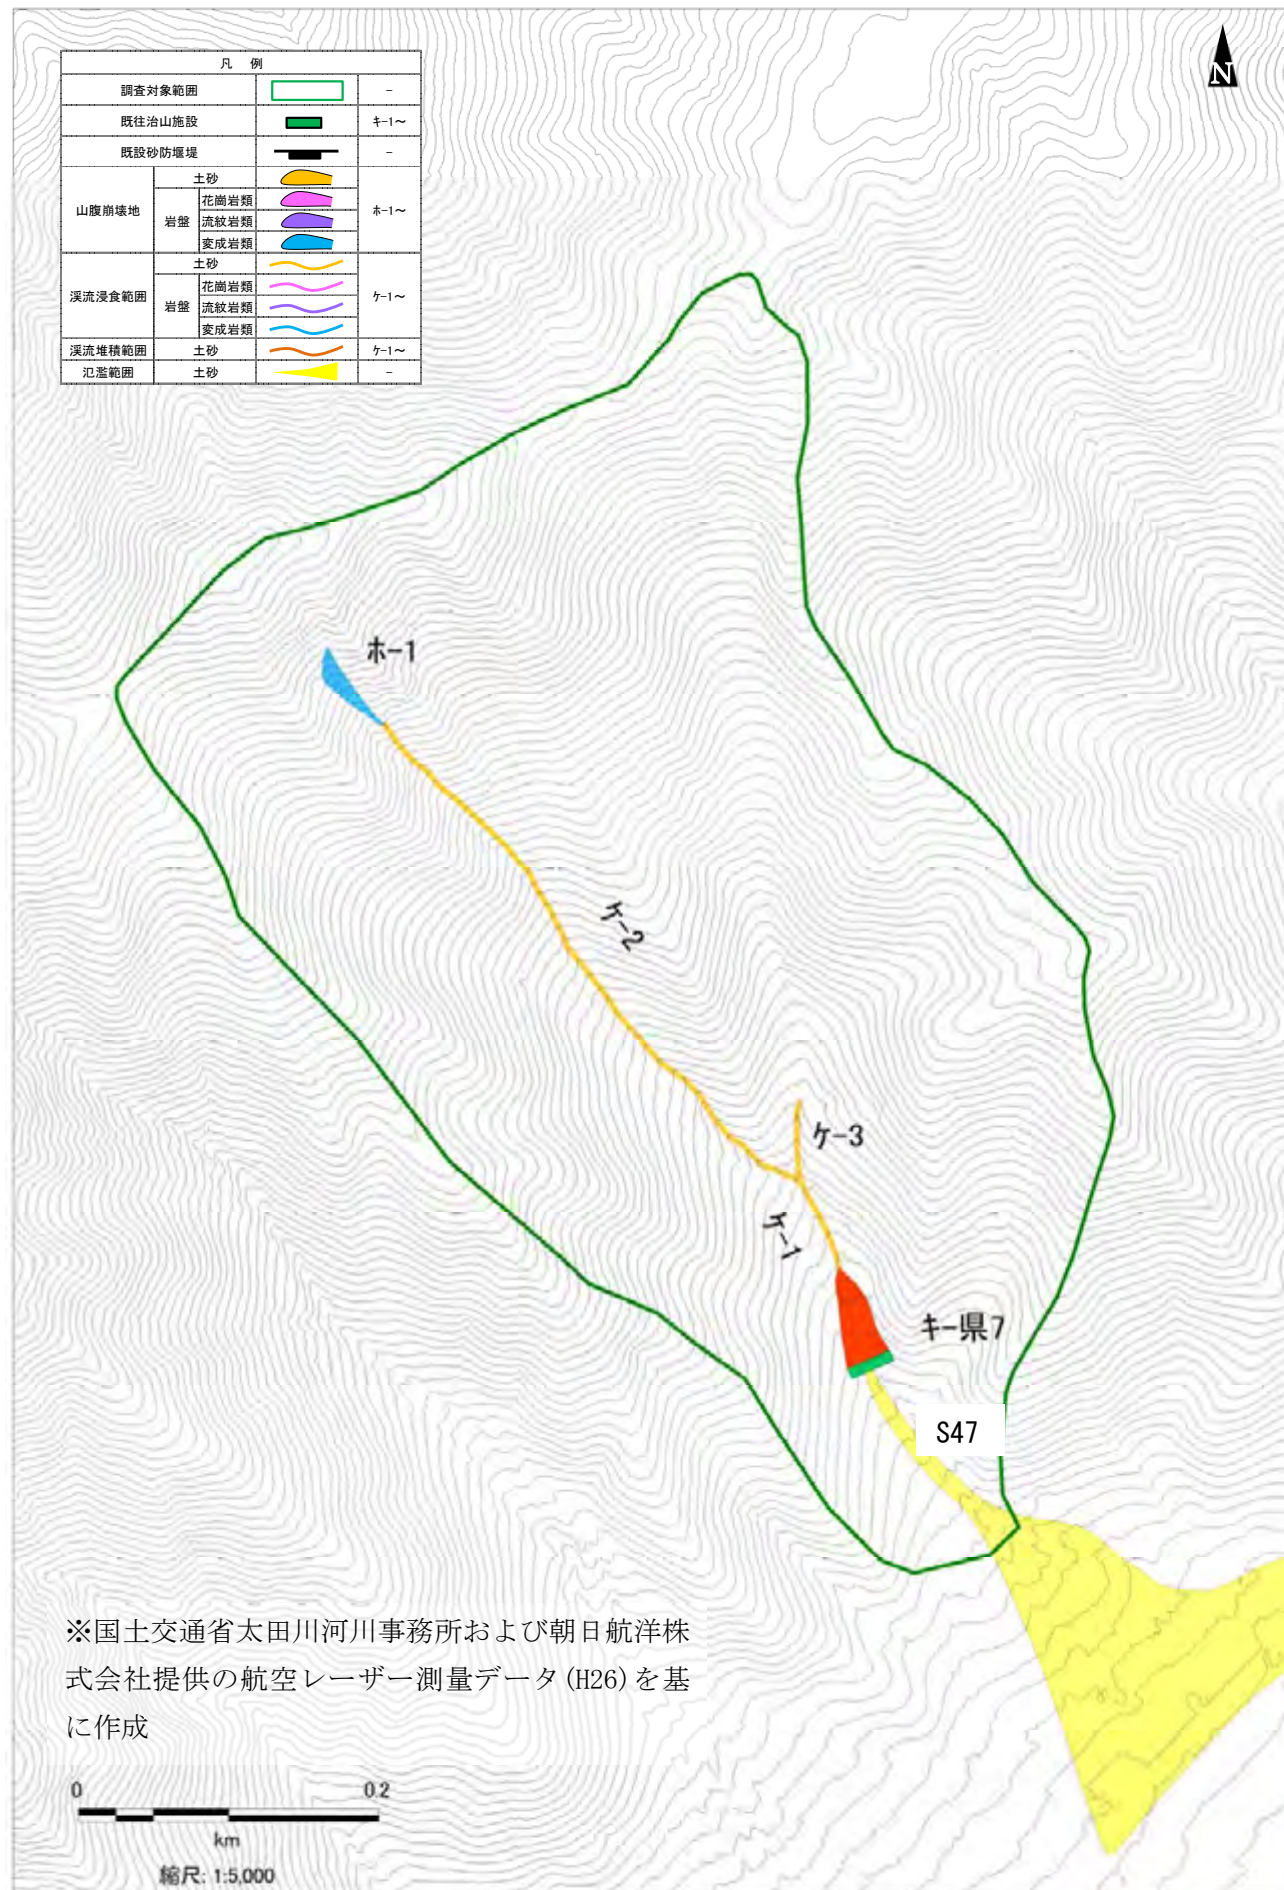 N
凡 例
調査対象範囲 -
既往治山施設 ｷ-1～
既設砂防堰堤 -
山腹崩壊地 土砂 ﾎ-1～
岩盤 花崗岩類
流紋岩類
変成岩類
渓流浸食範囲 土砂 ｹ-1～
岩盤 花崗岩類
流紋岩類
変成岩類
渓流堆積範囲 土砂 ｹ-1～
氾濫範囲 土砂 -
ﾎ-1
ｹ-2
ｹ-3
ｹ-1
ｷ-県7
S47
※国土交通省太田川河川事務所および朝日航洋株
式会社提供の航空レーザー測量データ(H26)を基
に作成
0 0.2
km
縮尺: 1:5,000